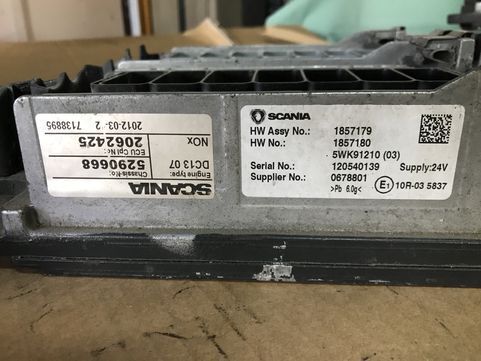 SCANIA
Engine type: Chassis-No:
DC13 07 5290668
ECU Cpl No:
NOx 2062425
2012-03- 2 7138895
SCANIA
HW Assy No.: 1857179
HW No.: 1857180
5WK91210 (03)
Serial No.: 120540139 Supply:24V
Supplier No.: 0678801
>Pb 6.0g< E1 10R-03 5837